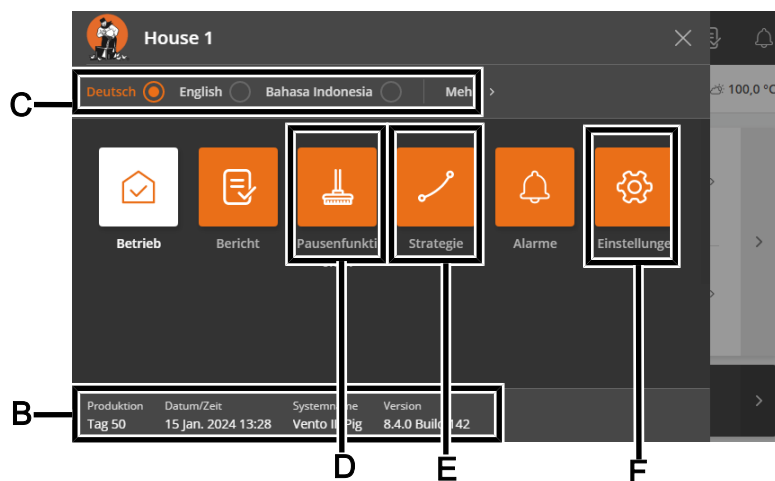 House 1
100,0 °C
C
Deutsch English Bahasa Indonesia Meh
Betrieb Bericht Pausenfunkti Strategie Alarme Einstellunge
B
Produktion Datum/Zeit Systemname Version
Tag 50 15 Jan. 2024 13:28 Vento II Pig 8.4.0 Build 142
D E F